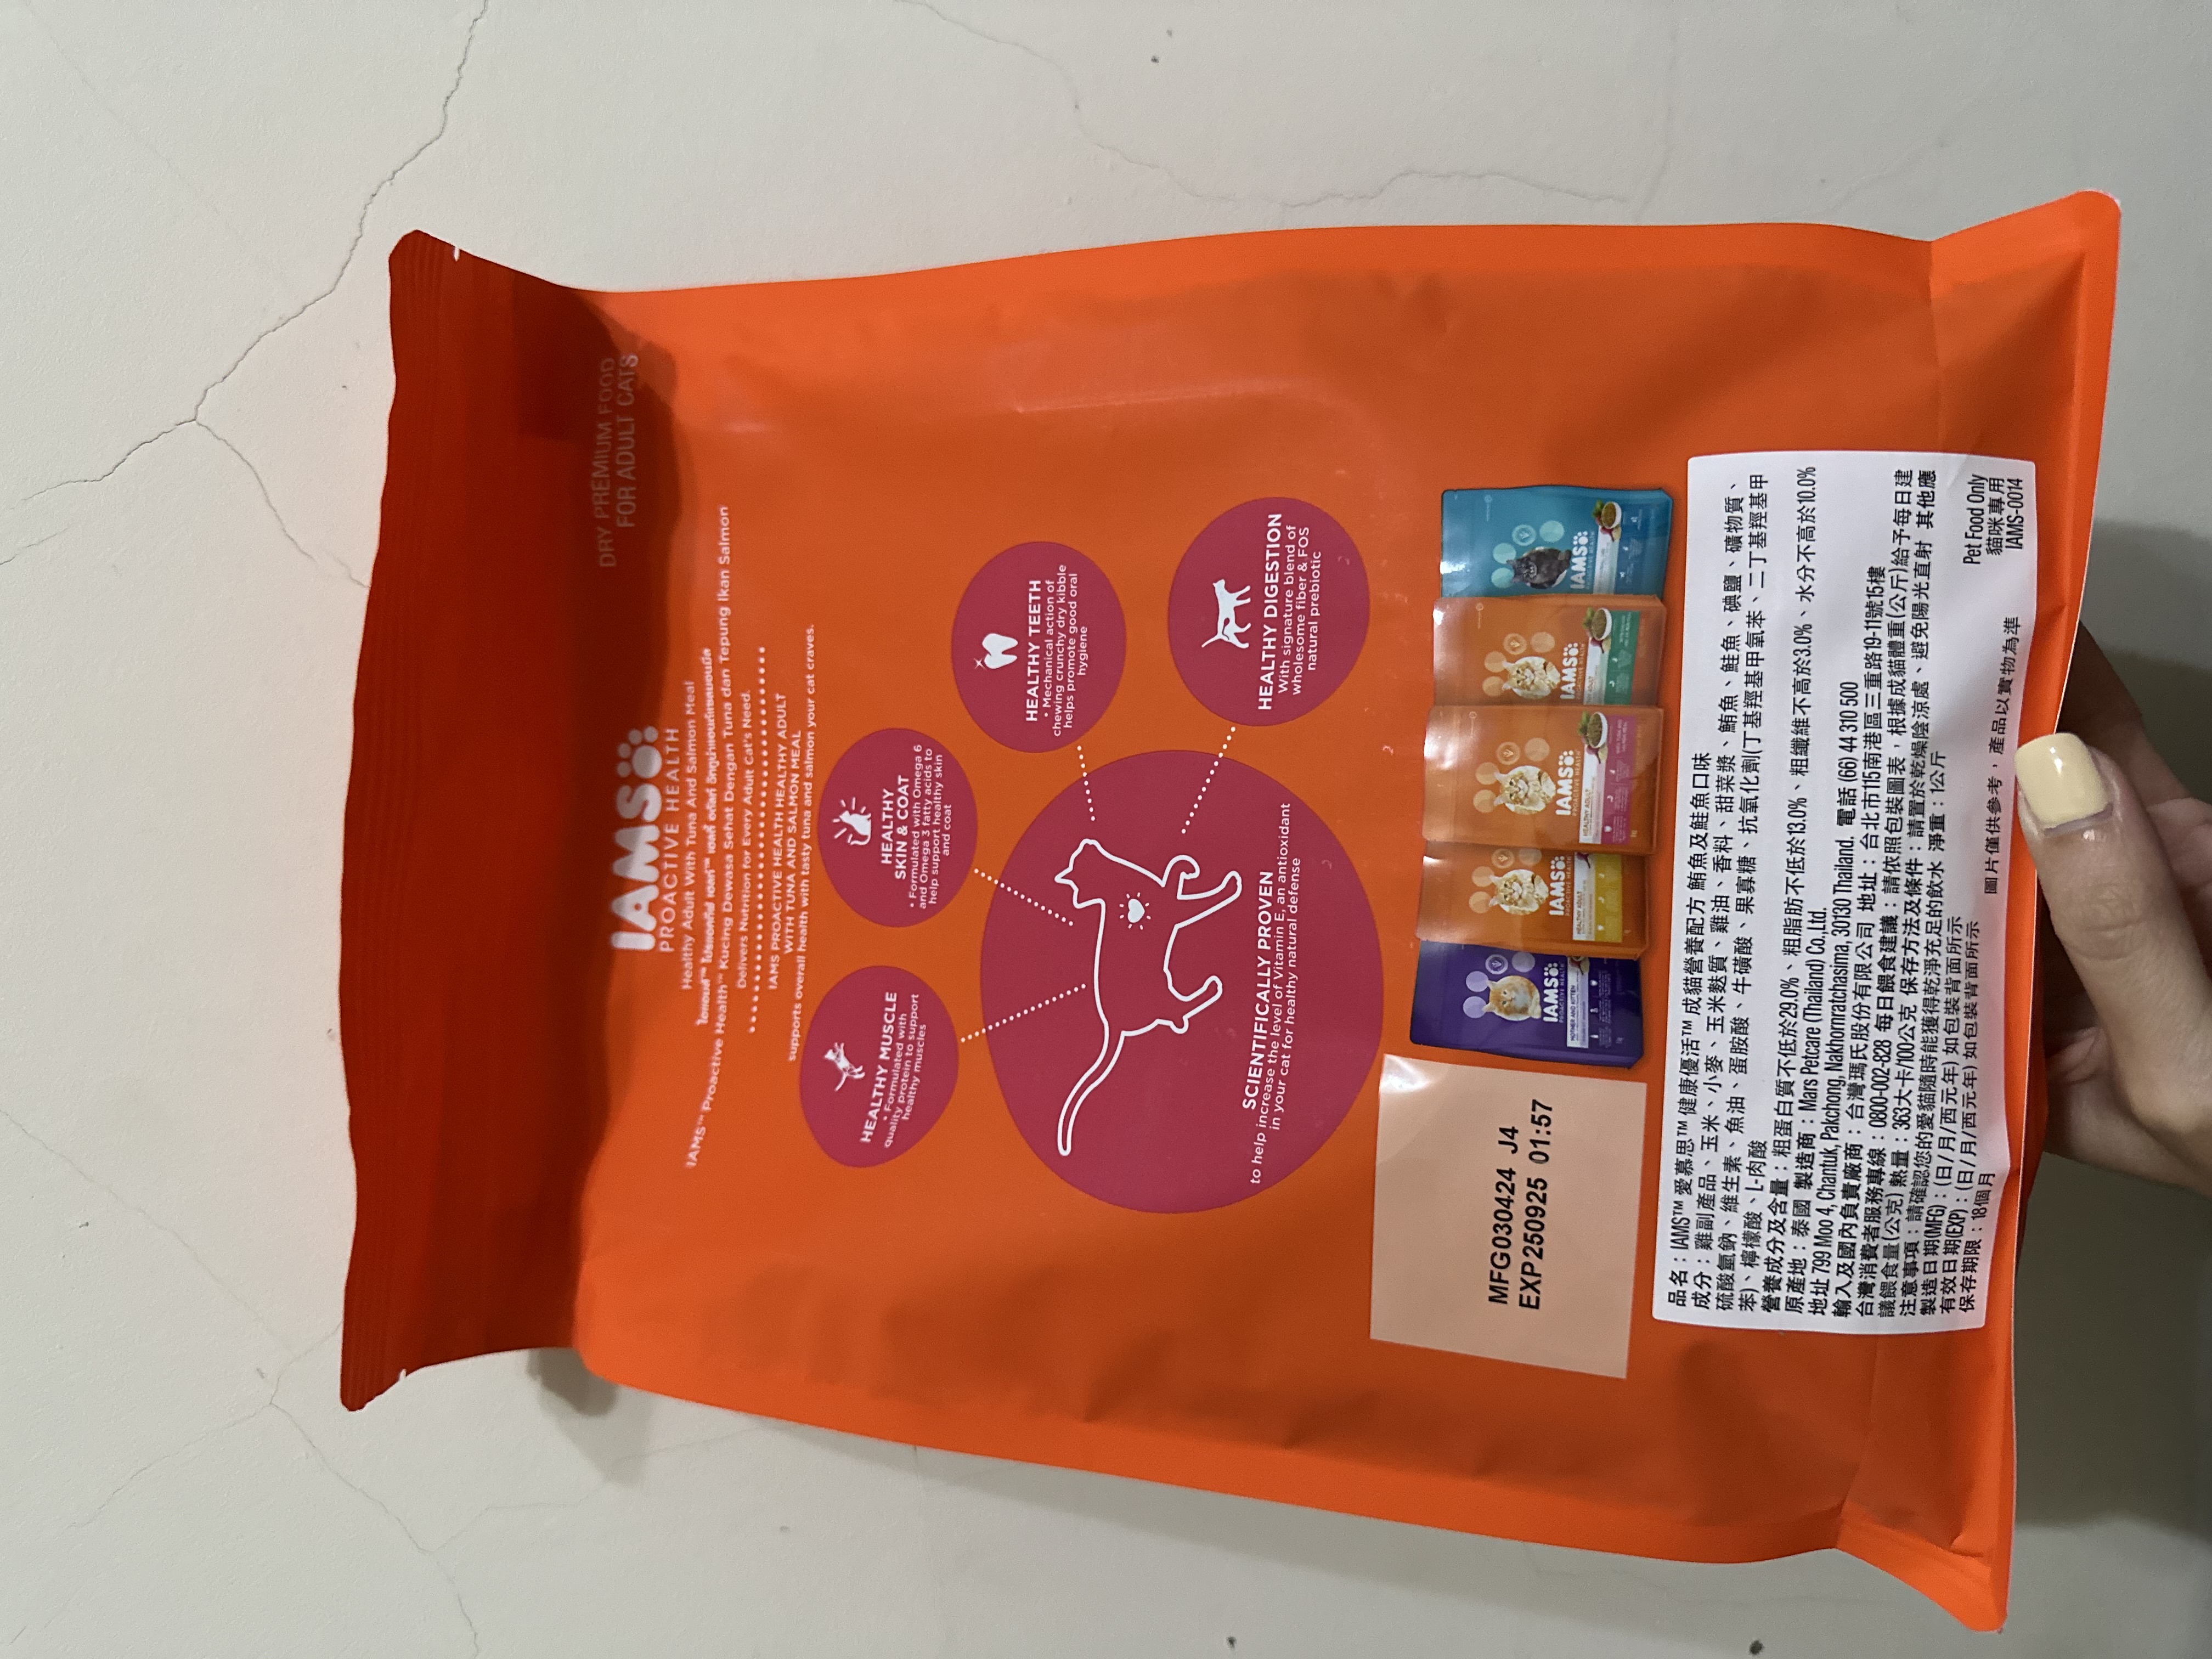 DRY PREMIUM FOOD
FOR ADULT CATS
IAMS
PROACTIVE HEALTH
Healthy Adult With Tuna And Salmon Meal
IAMS™ Proactive Health™ Kucing Dewasa Sehat Dengan Tuna dan Tepung Ikan Salmon
Delivers Nutrition for Every Adult Cat's Need.
IAMS PROACTIVE HEALTH HEALTHY ADULT
WITH TUNA AND SALMON MEAL
supports overall health with tasty tuna and salmon your cat craves.
HEALTHY MUSCLE
• Formulated with
quality protein to support
healthy muscles
HEALTHY
SKIN & COAT
• Formulated with Omega 6
and Omega 3 fatty acids to
help support healthy skin
and coat
HEALTHY TEETH
• Mechanical action of
chewing crunchy dry kibble
helps promote good oral
hygiene
HEALTHY DIGESTION
With signature blend of
wholesome fiber & FOS
natural prebiotic
SCIENTIFICALLY PROVEN
to help increase the level of Vitamin E, an antioxidant
in your cat for healthy natural defense
IAMS
IAMS
IAMS
IAMS
IAMS
MFG030424 J4
EXP250925 01:57
品名：IAMS™ 愛慕思™ 健康優活™ 成貓營養配方 鮪魚及鮭魚口味
成分：雞副產品、玉米、小麥、玉米麩質、雞油、香料、甜菜漿、鮪魚、鮭魚、碘鹽、礦物質、
硫酸氫鈉、維生素、魚油、蛋胺酸、牛磺酸、果寡糖、抗氧化劑(丁基羥基甲氧苯、二丁基羥基甲
苯)、檸檬酸、L-肉酸
營養成分及含量：粗蛋白質不低於29.0%、粗脂肪不低於13.0%、粗纖維不高於3.0%、水分不高於10.0%
原產地：泰國 製造商：Mars Petcare (Thailand) Co.,Ltd.
地址 799 Moo 4, Chantuk, Pakchong, Nakhornratchasima, 30130 Thailand. 電話 (66) 44 310 500
輸入及國內負責廠商：台灣瑪氏股份有限公司 地址：台北市115南港區三重路19-11號15樓
台灣消費者服務專線：0800-002-828 每日餵食建議：請依照包裝圖表，根據成貓體重(公斤)給予每日建
議餵食量(公克) 熱量：363大卡/100公克 保存方法及條件：請置於乾燥陰涼處、避免陽光直射 其他應
注意事項：請確認您的愛貓隨時能獲得乾淨充足的飲水 淨重：1公斤
製造日期(MFG)：(日/月/西元年) 如包裝背面所示
有效日期(EXP)：(日/月/西元年) 如包裝背面所示
保存期限：18個月
圖片僅供參考，產品以實物為準
Pet Food Only
貓咪專用
IAMS-0014